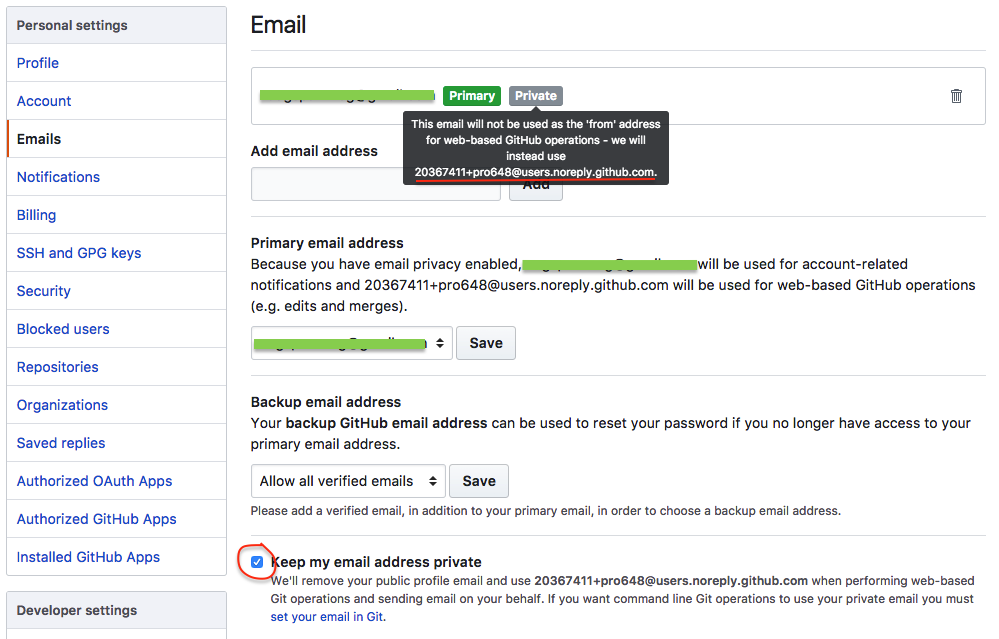 Personal settings
Profile
Account
Emails
Notifications
Billing
SSH and GPG keys
Security
Blocked users
Repositories
Organizations
Saved replies
Authorized OAuth Apps
Authorized GitHub Apps
Installed GitHub Apps
Developer settings
Email
Primary Private
This email will not be used as the 'from' address
for web-based GitHub operations - we will
instead use
20367411+pro648@users.noreply.github.com.
Add email address
Add
Primary email address
Because you have email privacy enabled, will be used for account-related
notifications and 20367411+pro648@users.noreply.github.com will be used for web-based GitHub operations
(e.g. edits and merges).
Save
Backup email address
Your backup GitHub email address can be used to reset your password if you no longer have access to your
primary email address.
Allow all verified emails Save
Please add a verified email, in addition to your primary email, in order to choose a backup email address.
Keep my email address private
We'll remove your public profile email and use 20367411+pro648@users.noreply.github.com when performing web-based
Git operations and sending email on your behalf. If you want command line Git operations to use your private email you must
set your email in Git.